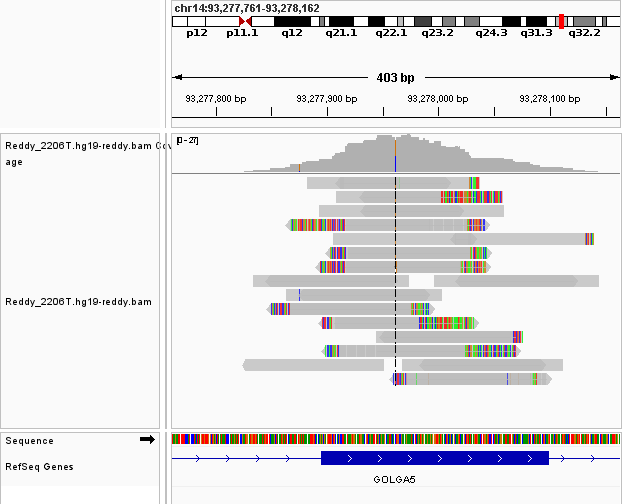 chr14:93,277,761-93,278,162
p12 p11.1 q12 q21.1 q22.1 q23.2 q24.3 q31.3 q32.2
403 bp
93,277,800 bp 93,277,900 bp 93,278,000 bp 93,278,100 bp
Reddy_2206T.hg19-reddy.bam Cov
age
[0 - 27]
Reddy_2206T.hg19-reddy.bam
Sequence
RefSeq Genes
GOLGA5